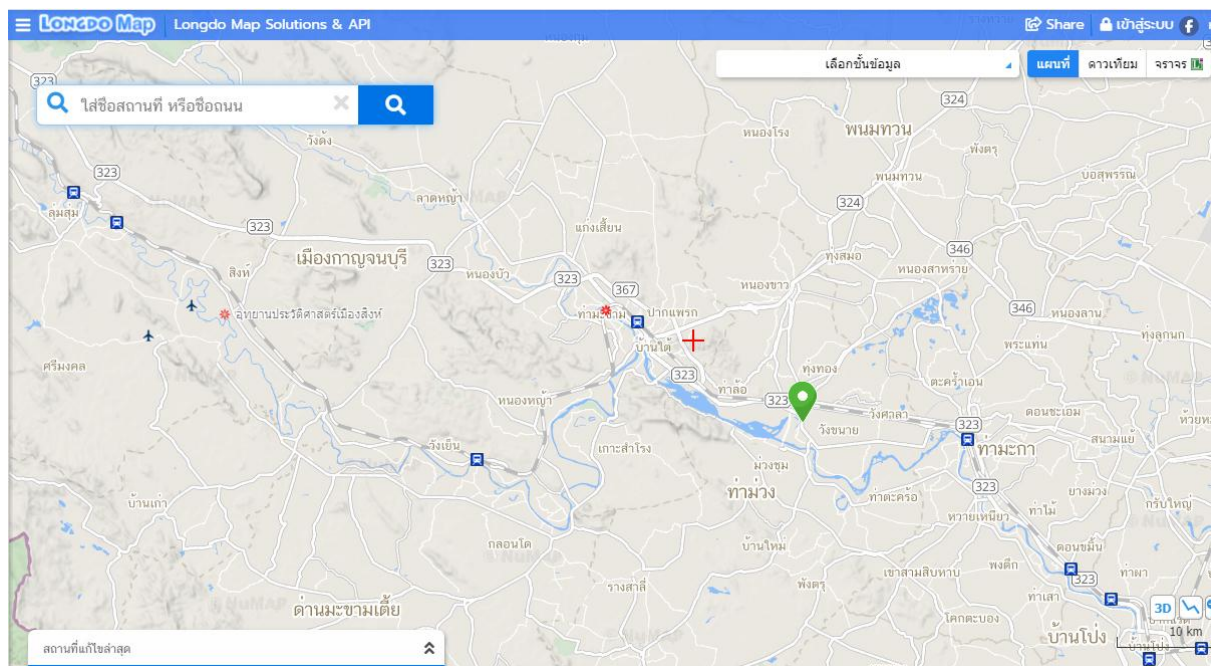 LONGDO Map Longdo Map Solutions & API Share เข้าสู่ระบบ
เลือกชั้นข้อมูล แผนที่ ดาวเทียม จราจร
ใส่ชื่อสถานที่ หรือชื่อถนน
323
324
หนองโรง พนมทวน
พังตรุ
วังด้ง
323
พนมทวน บ่อสุพรรณ
ลาดหญ้า
324
ลุ่มสุ่ม
323
แก่งเสี้ยน
346
เมืองกาญจนบุรี
323
ทุ่งสมอ
หนองสาหร่าย
สิงห์
หนองบัว
323
367
หนองขาว
อุทยานประวัติศาสตร์เมืองสิงห์
ท่ามะขาม ปากแพรก
346 หนองลาน
พระแท่น ทุ่งลูกนก
บ้านใต้
ศรีมงคล
323
ทุ่งทอง
ตะคร้ำเอน
ท่าล้อ
หนองหญ้า
323
วังศาลา
ดอนชะเอม
วังขนาย
323
สนามแย้
วังเย็น
เกาะสำโรง
ท่ามะกา
ม่วงชุม
ท่าม่วง
323
ท่าตะคร้อ
ยางม่วง
บ้านเก่า
กรับใหญ่
หวายเหนียว ท่าไม้
กลอนโด
บ้านใหม่
ดอนขมิ้น
เขาสามสิบหาบ พงตึก
รางสาลี่
พังตรุ
323
ท่าผา
ท่าเสา
ด่านมะขามเตี้ย
โคกตะบอง
3D
บ้านโป่ง
10 km
สถานที่แก้ไขล่าสุด